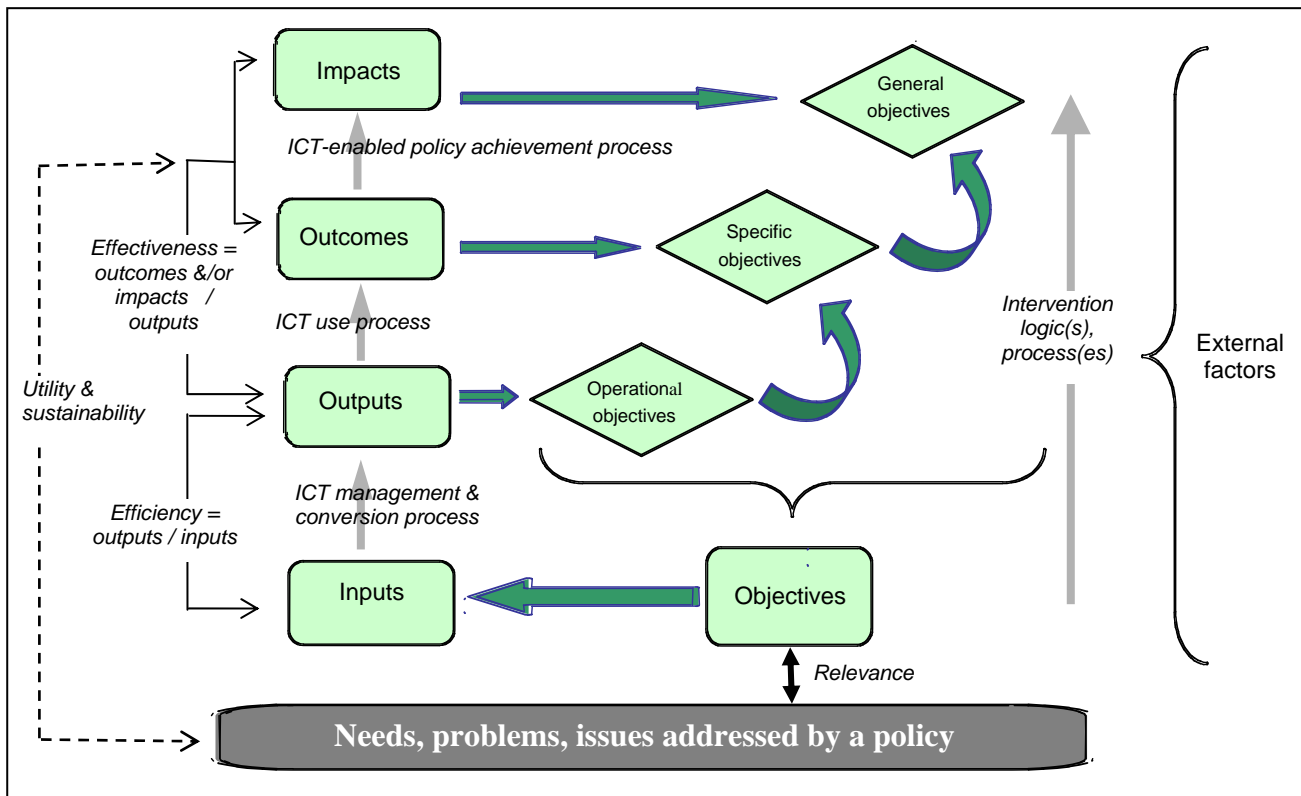 Impacts
General
objectives
ICT-enabled policy achievement process
Outcomes
Specific
objectives
Effectiveness =
outcomes &/or
impacts /
outputs
ICT use process
Intervention
logic(s),
process(es)
External
factors
Utility &
sustainability
Outputs
Operational
objectives
ICT management &
conversion process
Efficiency =
outputs / inputs
Inputs
Objectives
Relevance
Needs, problems, issues addressed by a policy